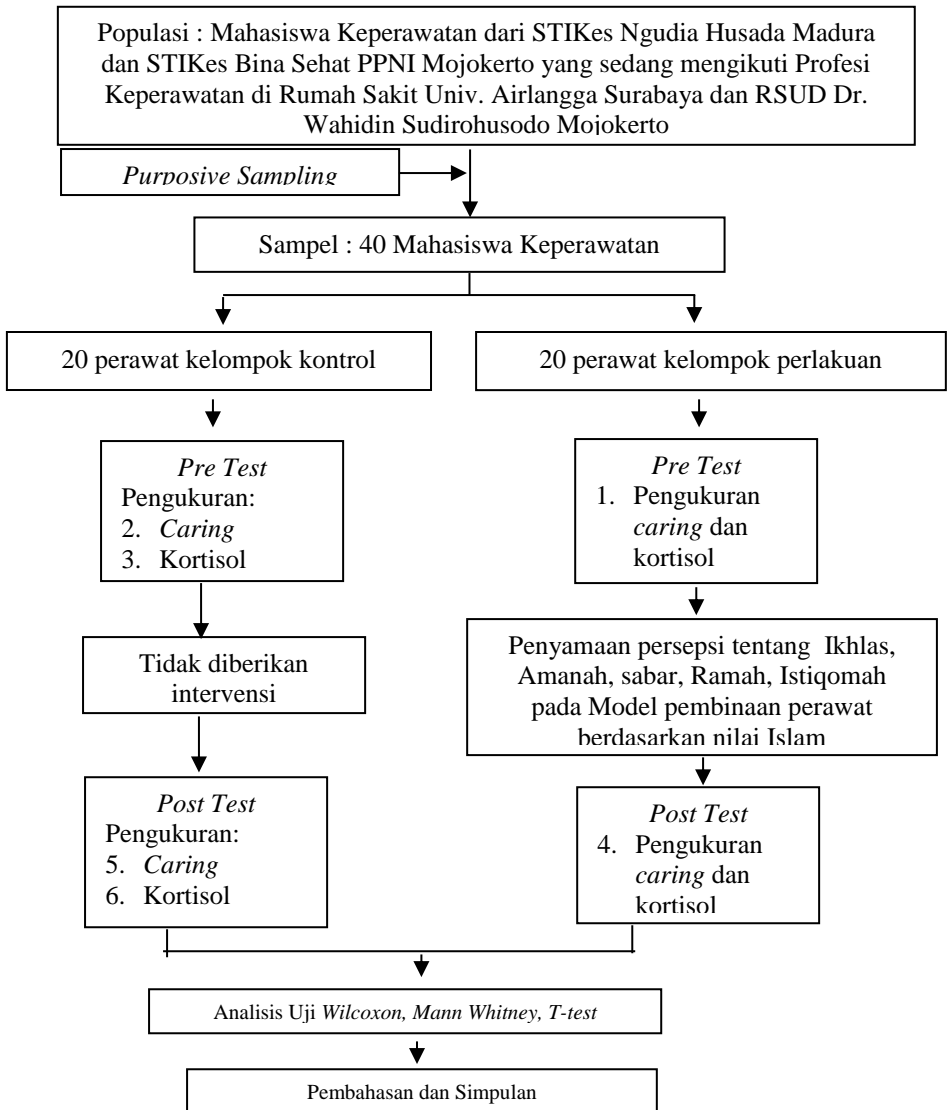 Populasi : Mahasiswa Keperawatan dari STIKes Ngudia Husada Madura
dan STIKes Bina Sehat PPNI Mojokerto yang sedang mengikuti Profesi
Keperawatan di Rumah Sakit Univ. Airlangga Surabaya dan RSUD Dr.
Wahidin Sudirohusodo Mojokerto
Purposive Sampling
Sampel : 40 Mahasiswa Keperawatan
20 perawat kelompok kontrol
20 perawat kelompok perlakuan
Pre Test
Pengukuran:
2. Caring
3. Kortisol
Pre Test
1. Pengukuran
caring dan
kortisol
Tidak diberikan
intervensi
Penyamaan persepsi tentang Ikhlas,
Amanah, sabar, Ramah, Istiqomah
pada Model pembinaan perawat
berdasarkan nilai Islam
Post Test
Pengukuran:
5. Caring
6. Kortisol
Post Test
4. Pengukuran
caring dan
kortisol
Analisis Uji Wilcoxon, Mann Whitney, T-test
Pembahasan dan Simpulan